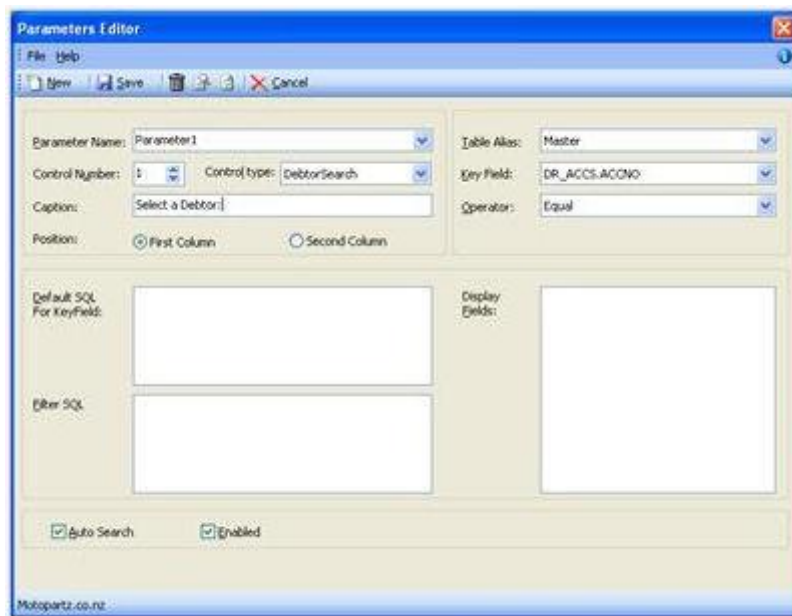 Parameters Editor
File Help
New Save Cancel
Parameter Name: Parameter1
Control Number: 1 Control type: DebtorSearch
Caption: Select a Debtor:
Position: First Column Second Column
Table Alias: Master
Key Field: DR_ACCS.ACCNO
Operator: Equal
Default SQL
For KeyField:
Display
Fields:
Filter SQL
Auto Search Enabled
Motopartz.co.nz